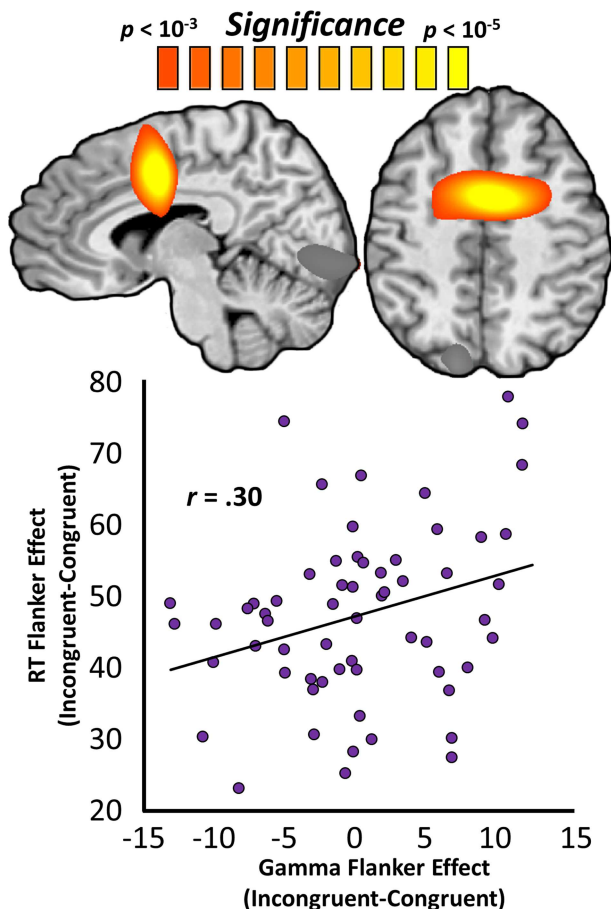 Significance
p < 10-3
p < 10-5
80
70
60
50
40
30
20
r = .30
RT Flanker Effect
(Incongruent-Congruent)
-15 -10 -5 0 5 10 15
Gamma Flanker Effect
(Incongruent-Congruent)